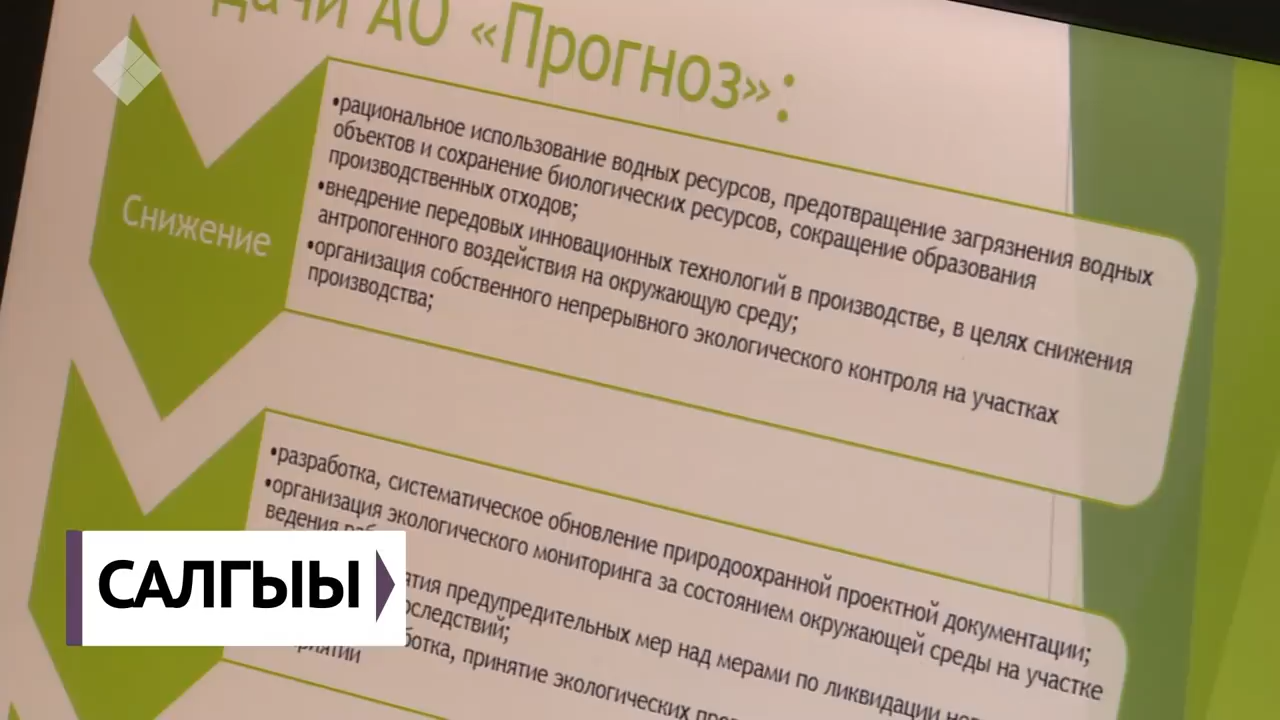 АО «Прогноз»:
Снижение
•рациональное использование водных ресурсов, предотвращение загрязнения водных
объектов и сохранение биологических ресурсов, сокращение образования
производственных отходов;
•внедрение передовых инновационных технологий в производстве, в целях снижения
антропогенного воздействия на окружающую среду;
•организация собственного непрерывного экологического контроля на участках
производства;
•разработка, систематическое обновление природоохранной проектной документации;
•организация экологического мониторинга за состоянием окружающей среды на участке
ведения
предупредительных мер над мерами по ликвидации
принятие экологических
САЛГЫЫ